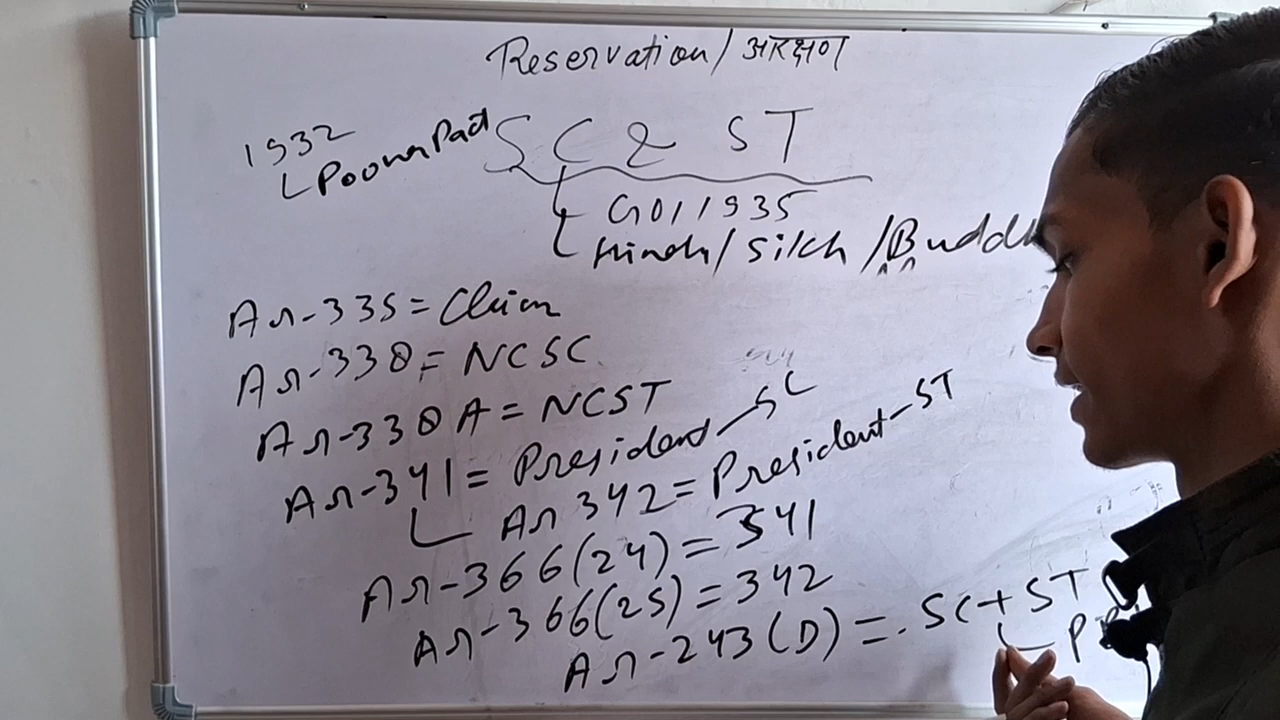 Reservation/अरक्षण
1932
Poona Pact
SC & ST
GOI 1935
Hindu/Sikh/Buddh
Ar-335 = Claim
Ar-338 = NCSC
Ar-338A = NCST
Ar-341 = President-SC
Ar 342 = President-ST
Ar-366(24) = 341
Ar-366(25) = 342
Ar-243(D) = SC+ST